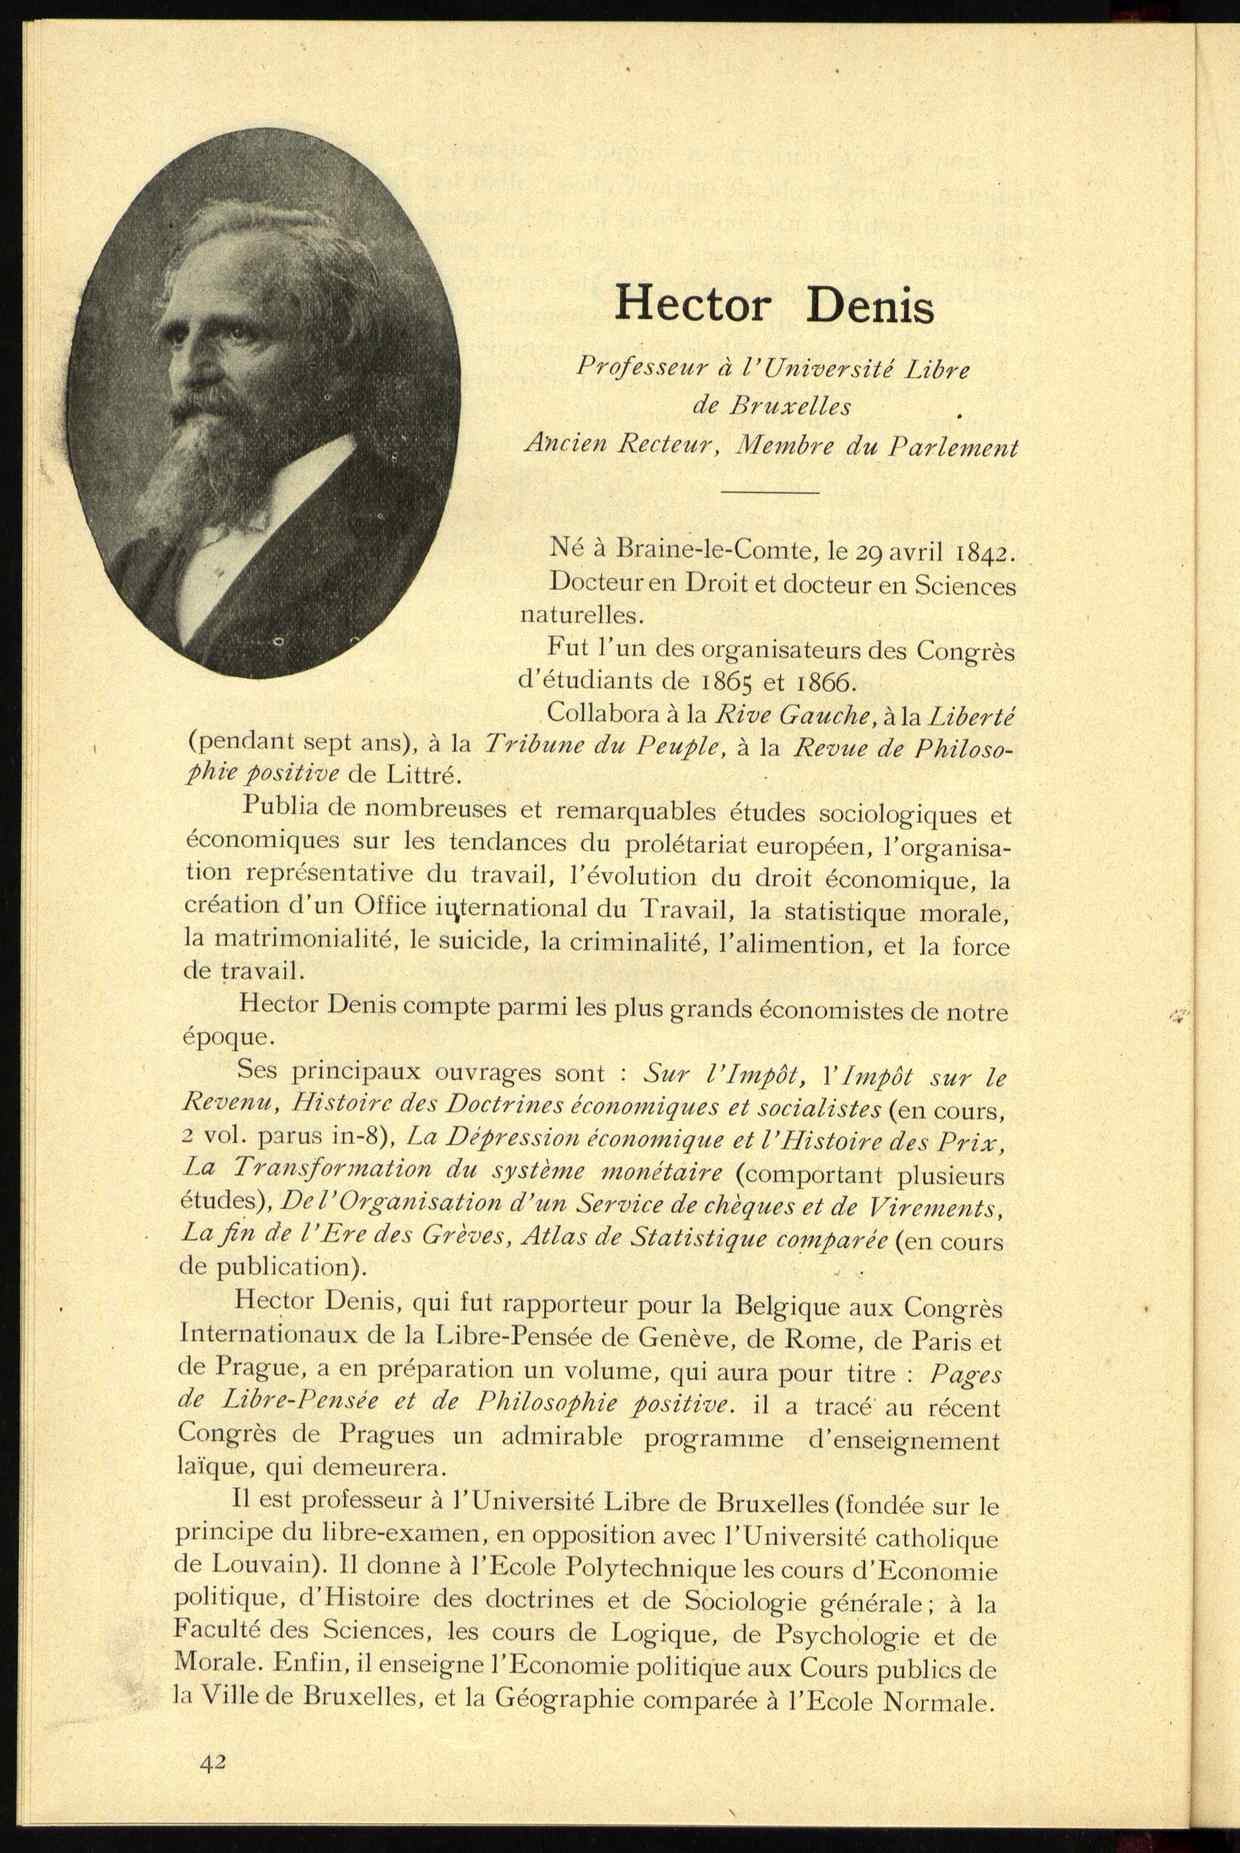 Hector Denis
Professeur à l'Université Libre
de Bruxelles
Ancien Recteur, Membre du Parlement
Né à Braine-le-Comte, le 29 avril 1842.
Docteur en Droit et docteur en Sciences
naturelles.
Fut l'un des organisateurs des Congrès
d'étudiants de 1865 et 1866.
Collabora à la Rive Gauche, à la Liberté
(pendant sept ans), à la Tribune du Peuple, à la Revue de Philoso-
phie positive de Littré.
Publia de nombreuses et remarquables études sociologiques et
économiques sur les tendances du prolétariat européen, l'organisa-
tion représentative du travail, l'évolution du droit économique, la
création d'un Office international du Travail, la statistique morale,
la matrimonialité, le suicide, la criminalité, l'alimention, et la force
de travail.
Hector Denis compte parmi les plus grands économistes de notre
époque.
Ses principaux ouvrages sont : Sur l'Impôt, l'Impôt sur le
Revenu, Histoire des Doctrines économiques et socialistes (en cours,
2 vol. parus in-8), La Dépression économique et l'Histoire des Prix,
La Transformation du système monétaire (comportant plusieurs
études), De l'Organisation d'un Service de chèques et de Virements,
La fin de l'Ere des Grèves, Atlas de Statistique comparée (en cours
de publication).
Hector Denis, qui fut rapporteur pour la Belgique aux Congrès
Internationaux de la Libre-Pensée de Genève, de Rome, de Paris et
de Prague, a en préparation un volume, qui aura pour titre : Pages
de Libre-Pensée et de Philosophie positive. il a tracé au récent
Congrès de Pragues un admirable programme d'enseignement
laïque, qui demeurera.
Il est professeur à l'Université Libre de Bruxelles (fondée sur le
principe du libre-examen, en opposition avec l'Université catholique
de Louvain). Il donne à l'Ecole Polytechnique les cours d'Economie
politique, d'Histoire des doctrines et de Sociologie générale; à la
Faculté des Sciences, les cours de Logique, de Psychologie et de
Morale. Enfin, il enseigne l'Economie politique aux Cours publics de
la Ville de Bruxelles, et la Géographie comparée à l'Ecole Normale.
42